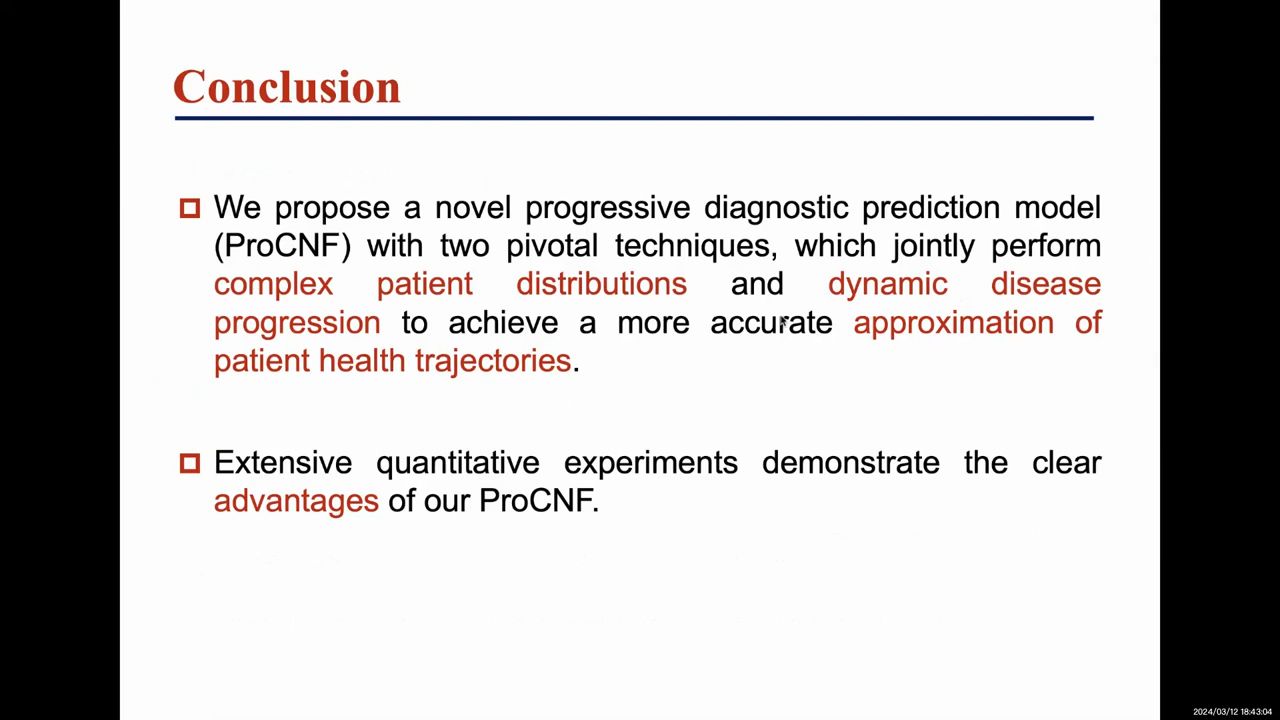 Conclusion
We propose a novel progressive diagnostic prediction model
(ProCNF) with two pivotal techniques, which jointly perform
complex patient distributions and dynamic disease
progression to achieve a more accurate approximation of
patient health trajectories.
Extensive quantitative experiments demonstrate the clear
advantages of our ProCNF.
2024/03/12 18:43:04